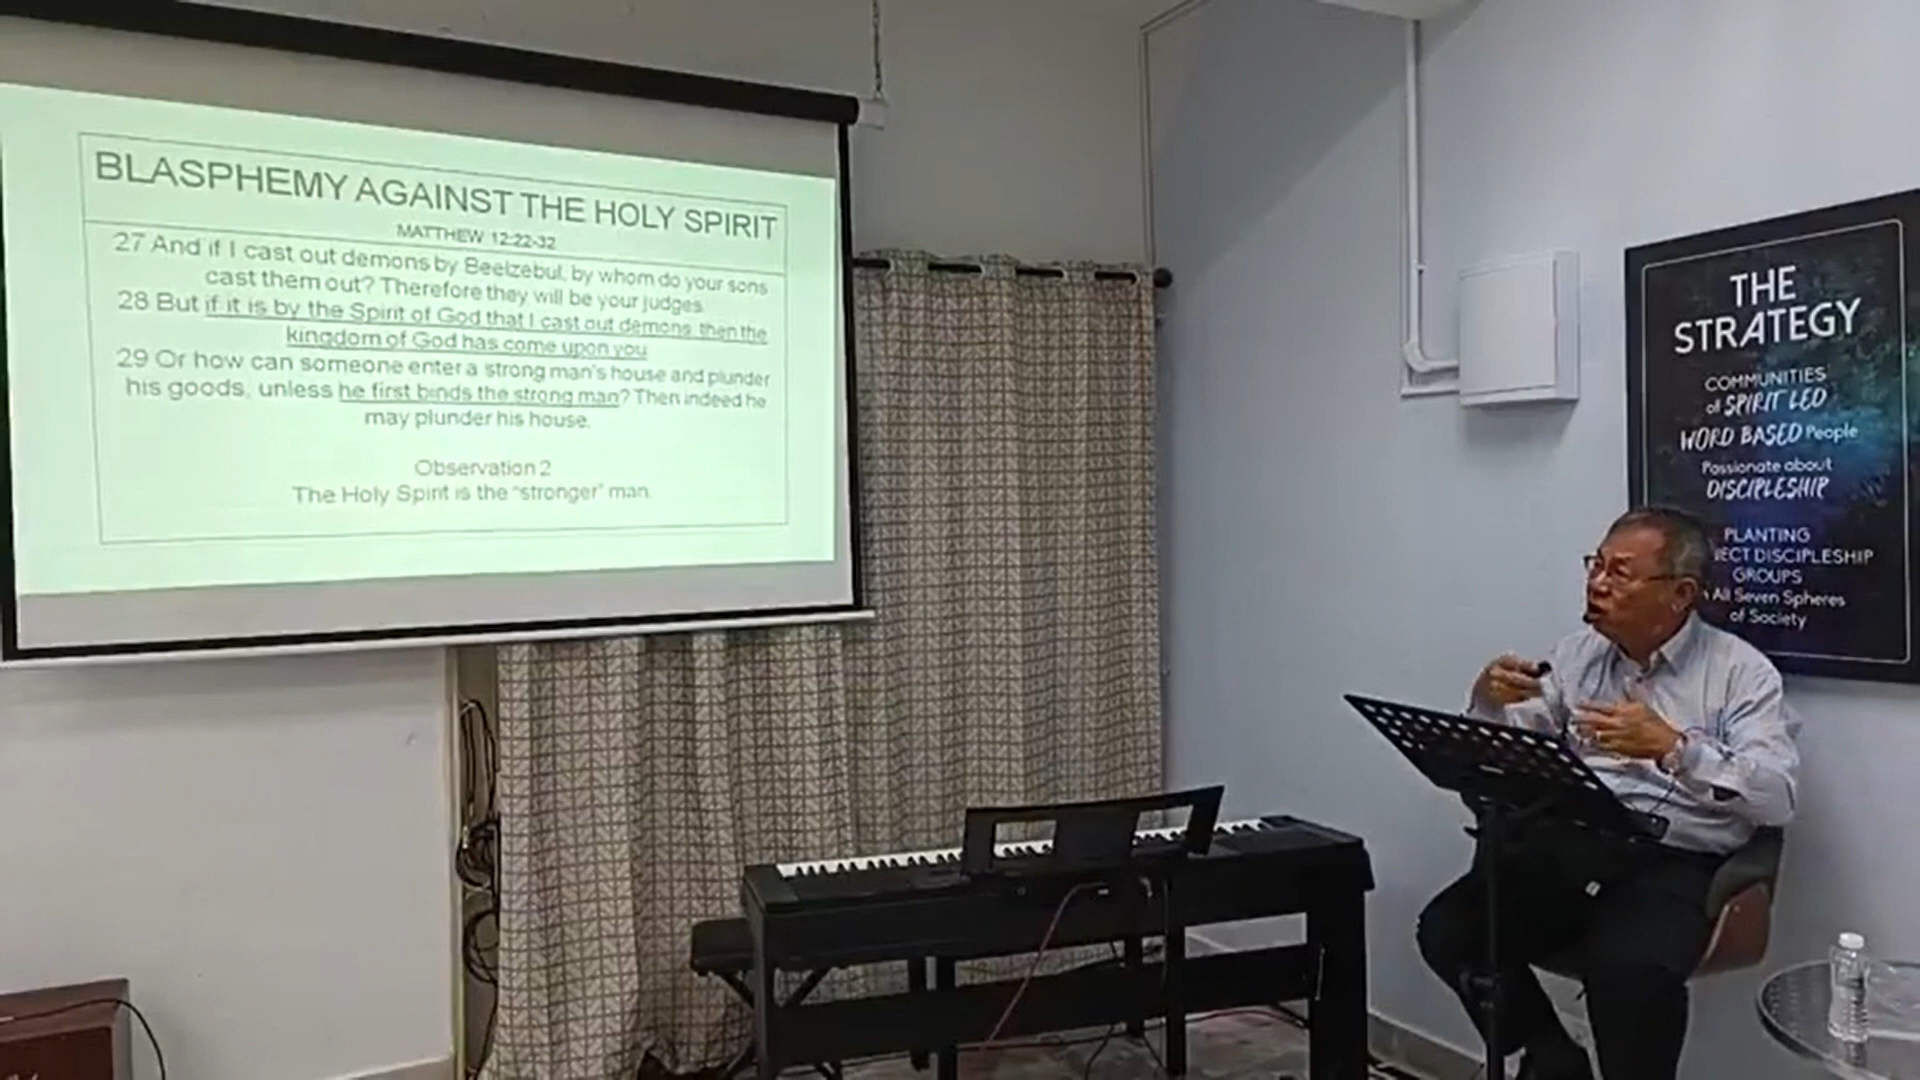 BLASPHEMY AGAINST THE HOLY SPIRIT
MATTHEW 12:22-32
27 And if I cast out demons by Beelzebul, by whom do your sons
cast them out? Therefore they will be your judges.
28 But if it is by the Spirit of God that I cast out demons, then the
kingdom of God has come upon you
29 Or how can someone enter a strong man's house and plunder
his goods, unless he first binds the strong man? Then indeed he
may plunder his house.
Observation 2
The Holy Spirit is the "stronger" man.
THE
STRATEGY
COMMUNITIES
of SPIRIT LED
WORD BASED People
Passionate about
DISCIPLESHIP
PLANTING
DISCIPLESHIP
GROUPS
All Seven Spheres
of Society